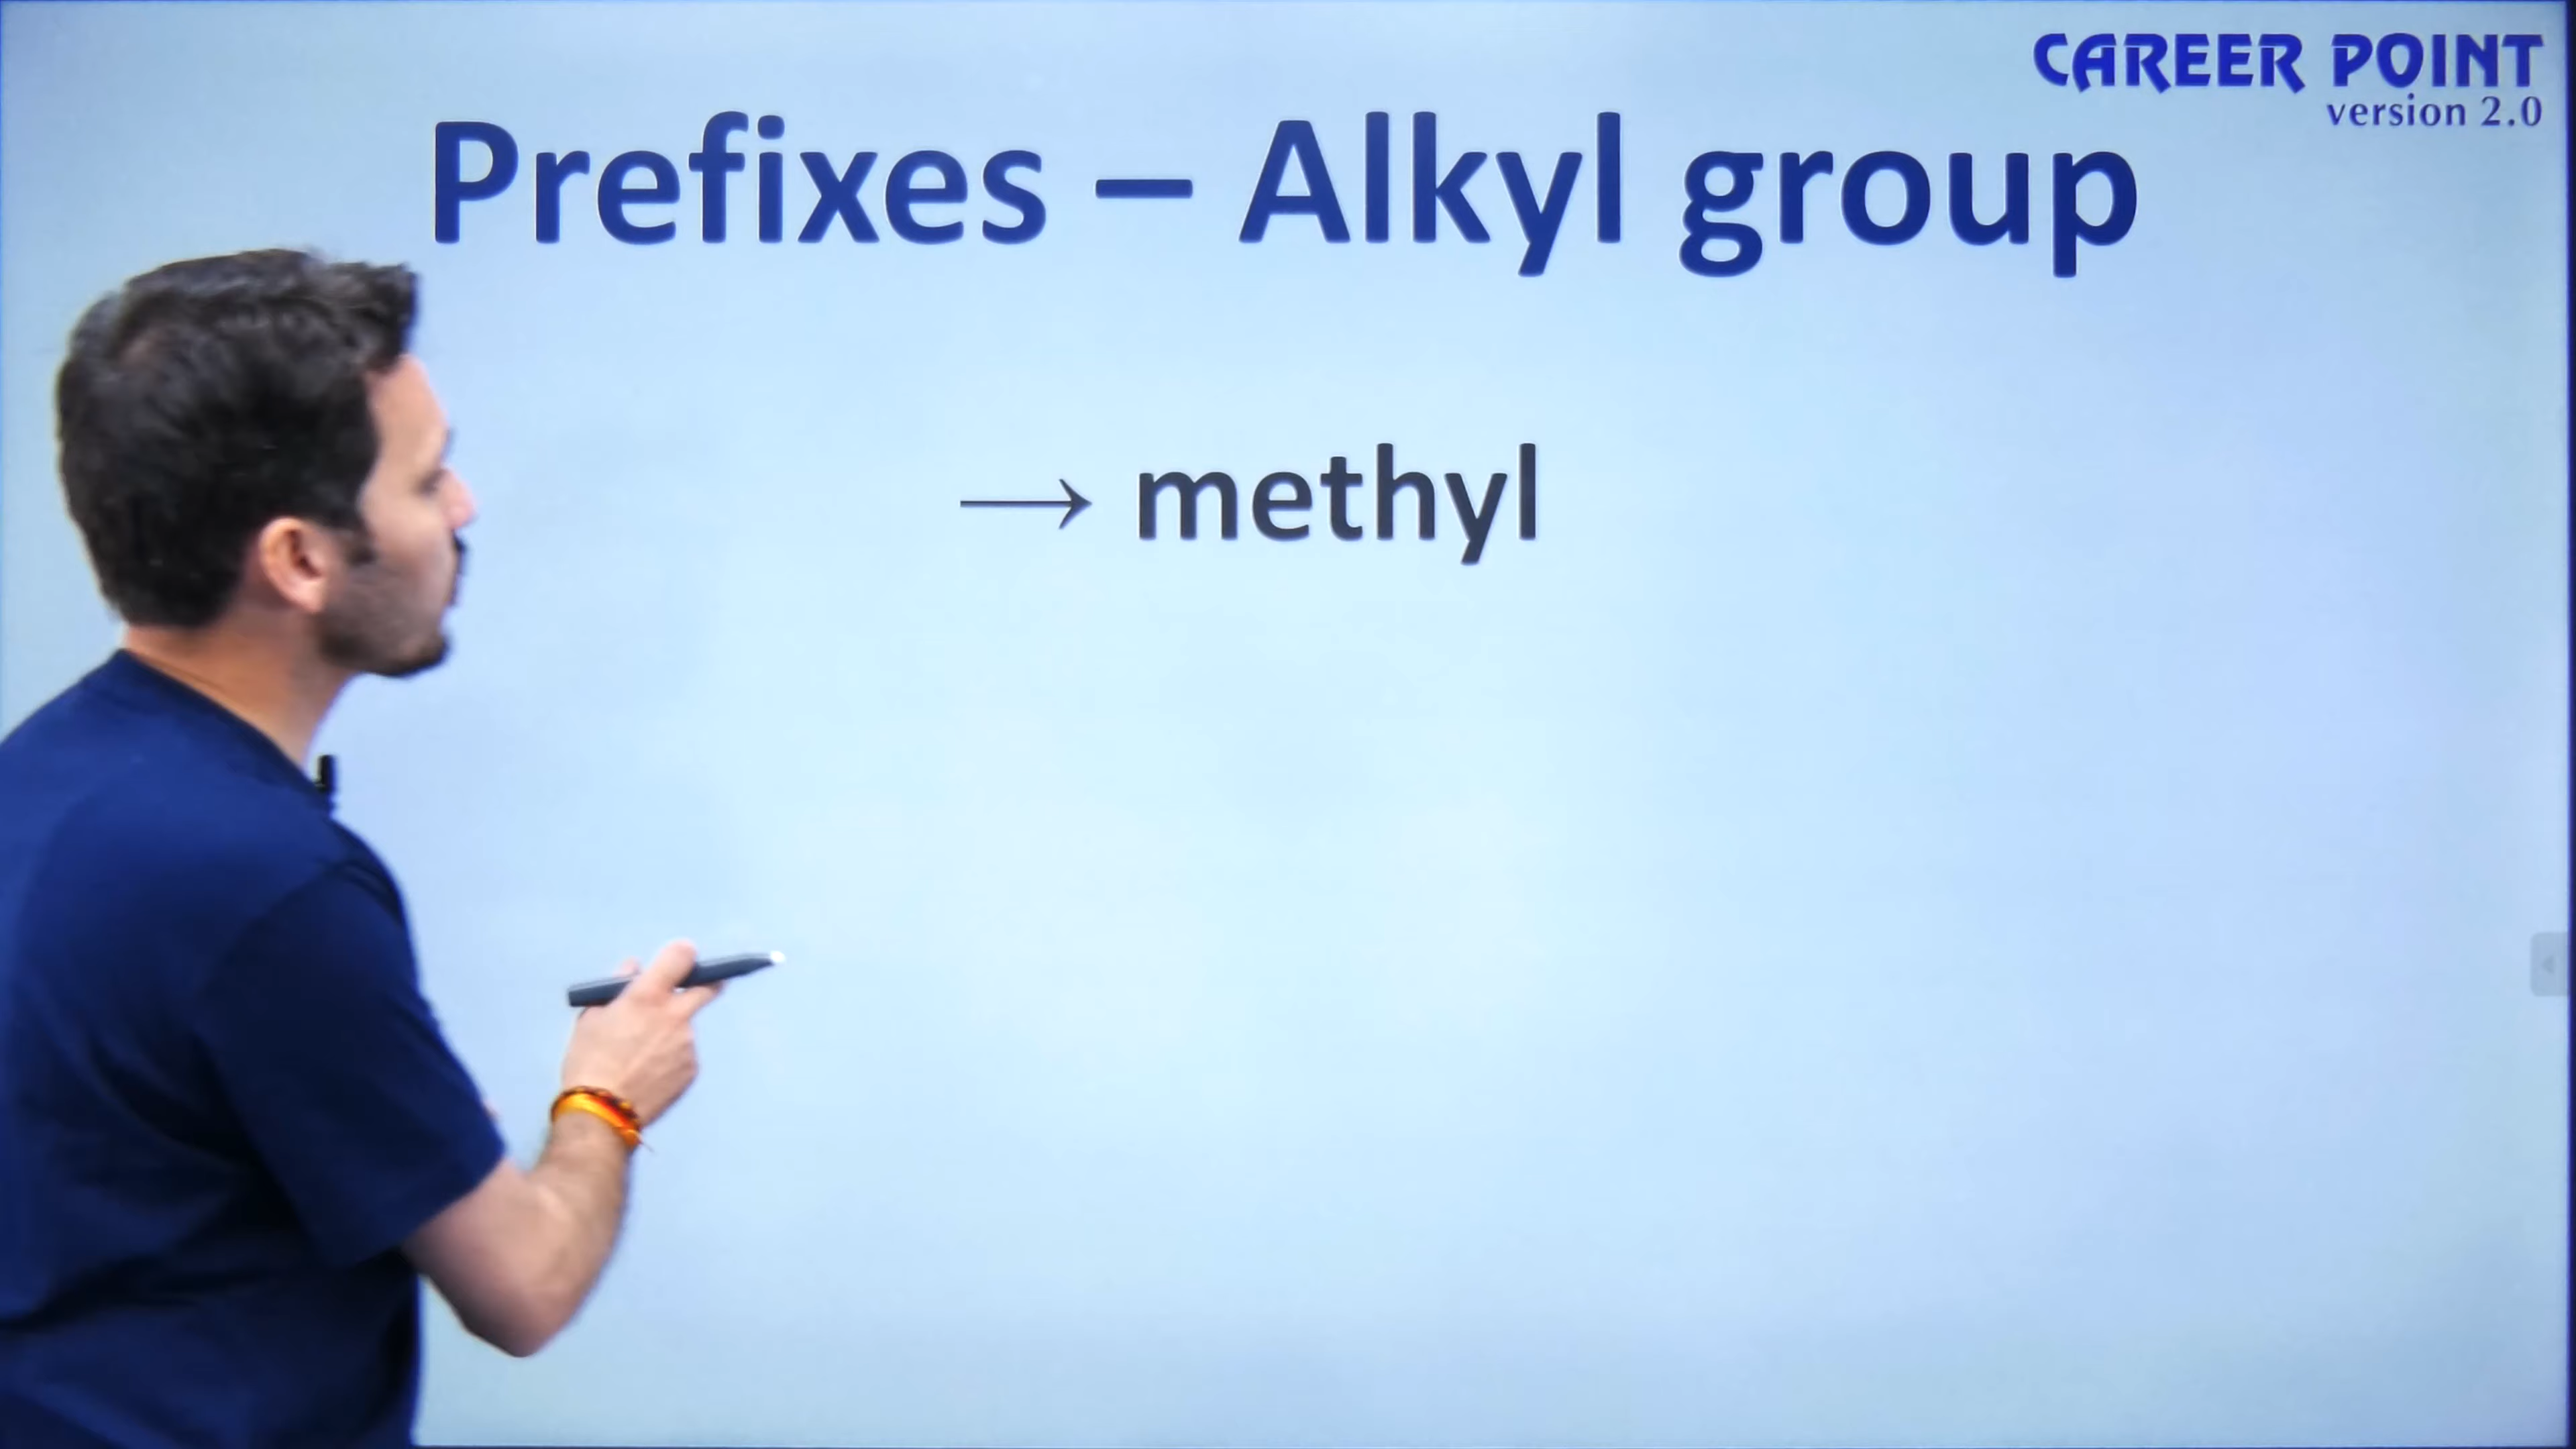 CAREER POINT
version 2.0
Prefixes – Alkyl group
→ methyl